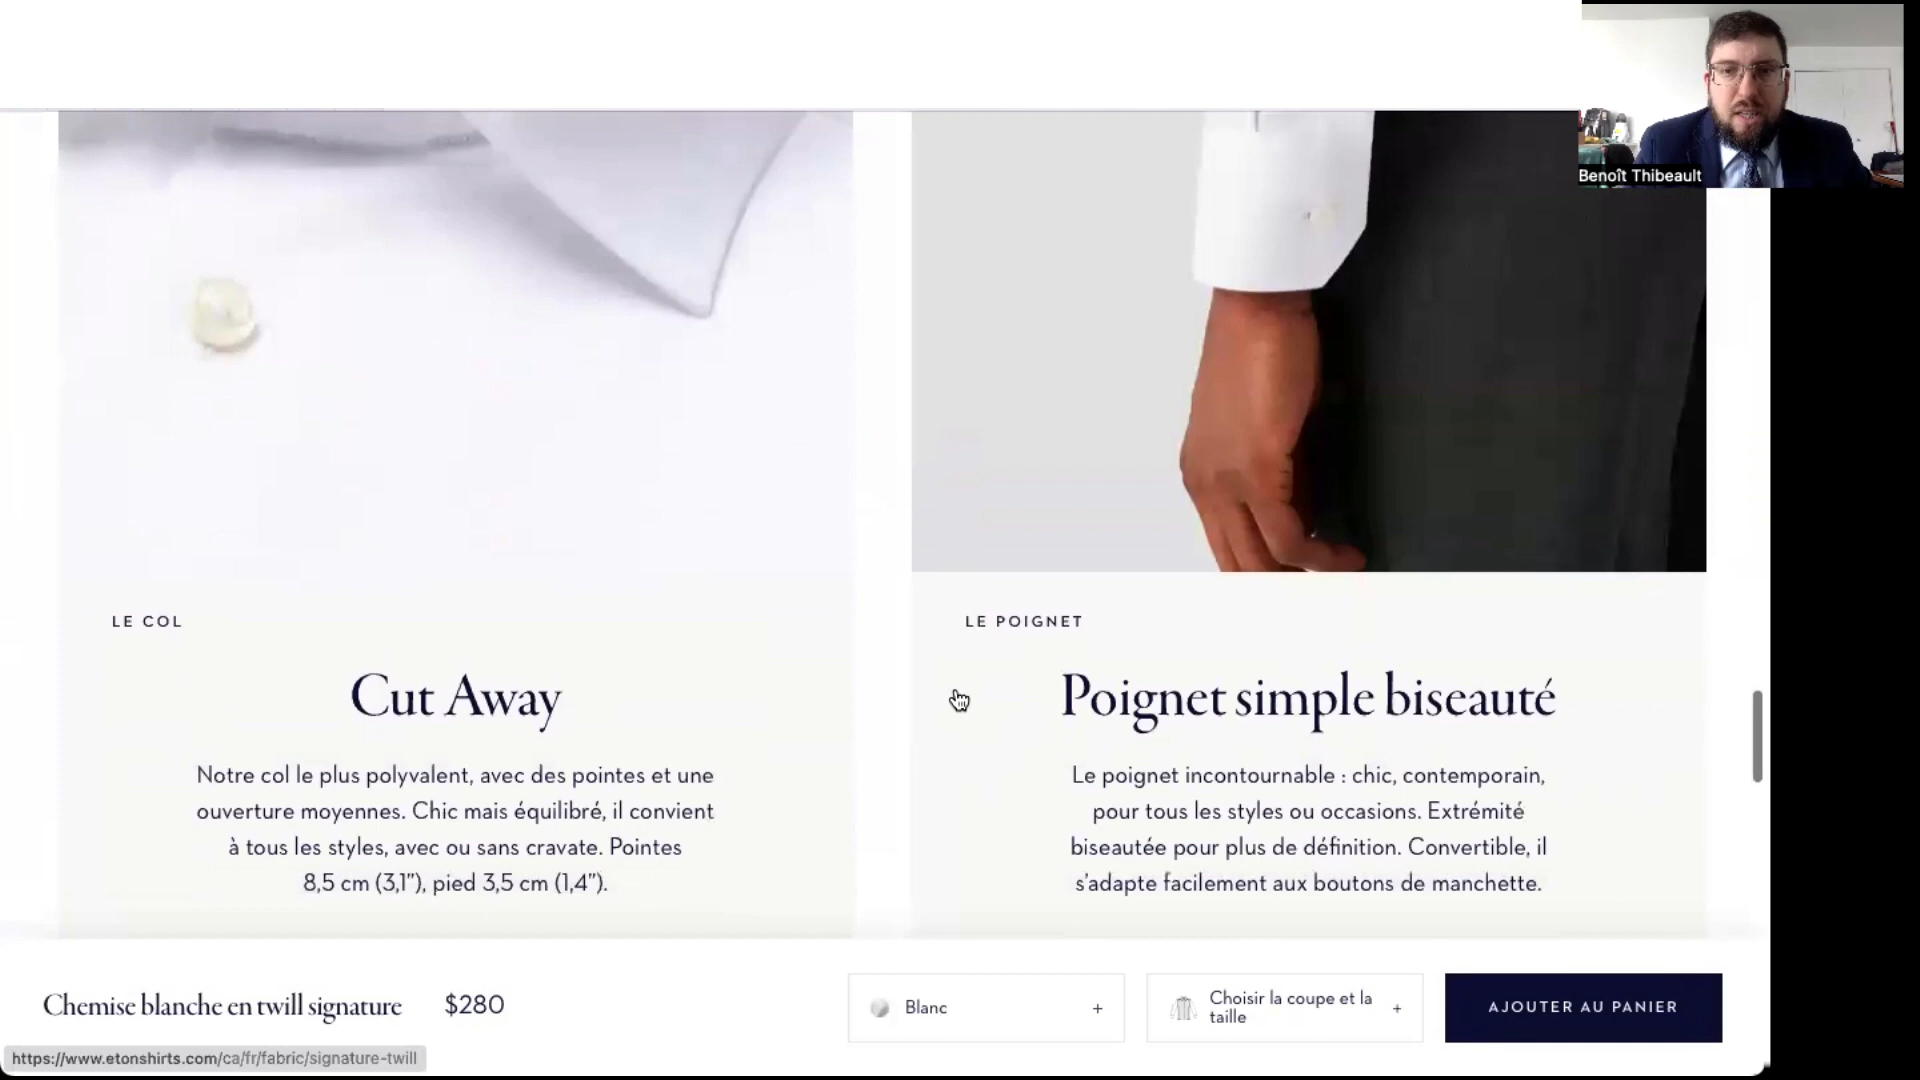 Benoît Thibeault
LE COL
Cut Away
Notre col le plus polyvalent, avec des pointes et une
ouverture moyennes. Chic mais équilibré, il convient
à tous les styles, avec ou sans cravate. Pointes
8,5 cm (3,1”), pied 3,5 cm (1,4”).
LE POIGNET
Poignet simple biseauté
Le poignet incontournable : chic, contemporain,
pour tous les styles ou occasions. Extrémité
biseautée pour plus de définition. Convertible, il
s’adapte facilement aux boutons de manchette.
Chemise blanche en twill signature
$280
Blanc
+
Choisir la coupe et la
taille
+
AJOUTER AU PANIER
https://www.etonshirts.com/ca/fr/fabric/signature-twill